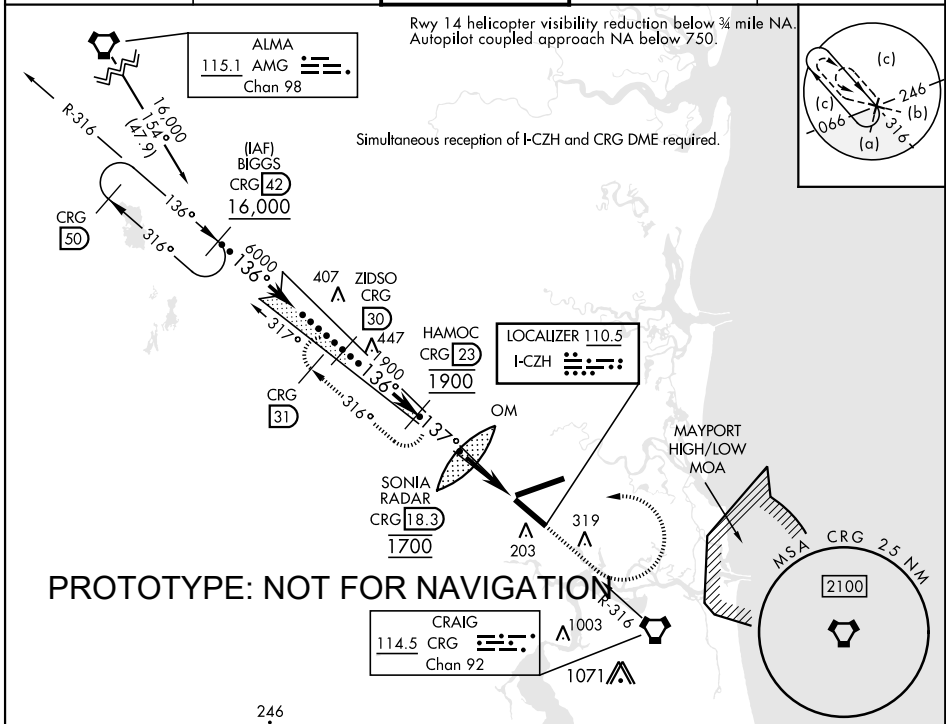 Rwy 14 helicopter visibility reduction below ¾ mile NA.
Autopilot coupled approach NA below 750.
ALMA
115.1 AMG
Chan 98
Simultaneous reception of I-CZH and CRG DME required.
(c)
(c)
246
(b)
066
316
(a)
R-316
16,000
154°
(47.9)
(IAF)
BIGGS
CRG 42
16,000
136°
316°
CRG
50
6000
136°
407
ZIDSO
CRG
30
447
317°
1900
136°
HAMOC
CRG 23
1900
CRG
31
316°
137°
OM
LOCALIZER 110.5
I-CZH
SONIA
RADAR
CRG 18.3
1700
203
319
MAYPORT
HIGH/LOW
MOA
MSA CRG 25 NM
2100
PROTOTYPE: NOT FOR NAVIGATION
R-316
CRAIG
114.5 CRG
Chan 92
1003
1071
246